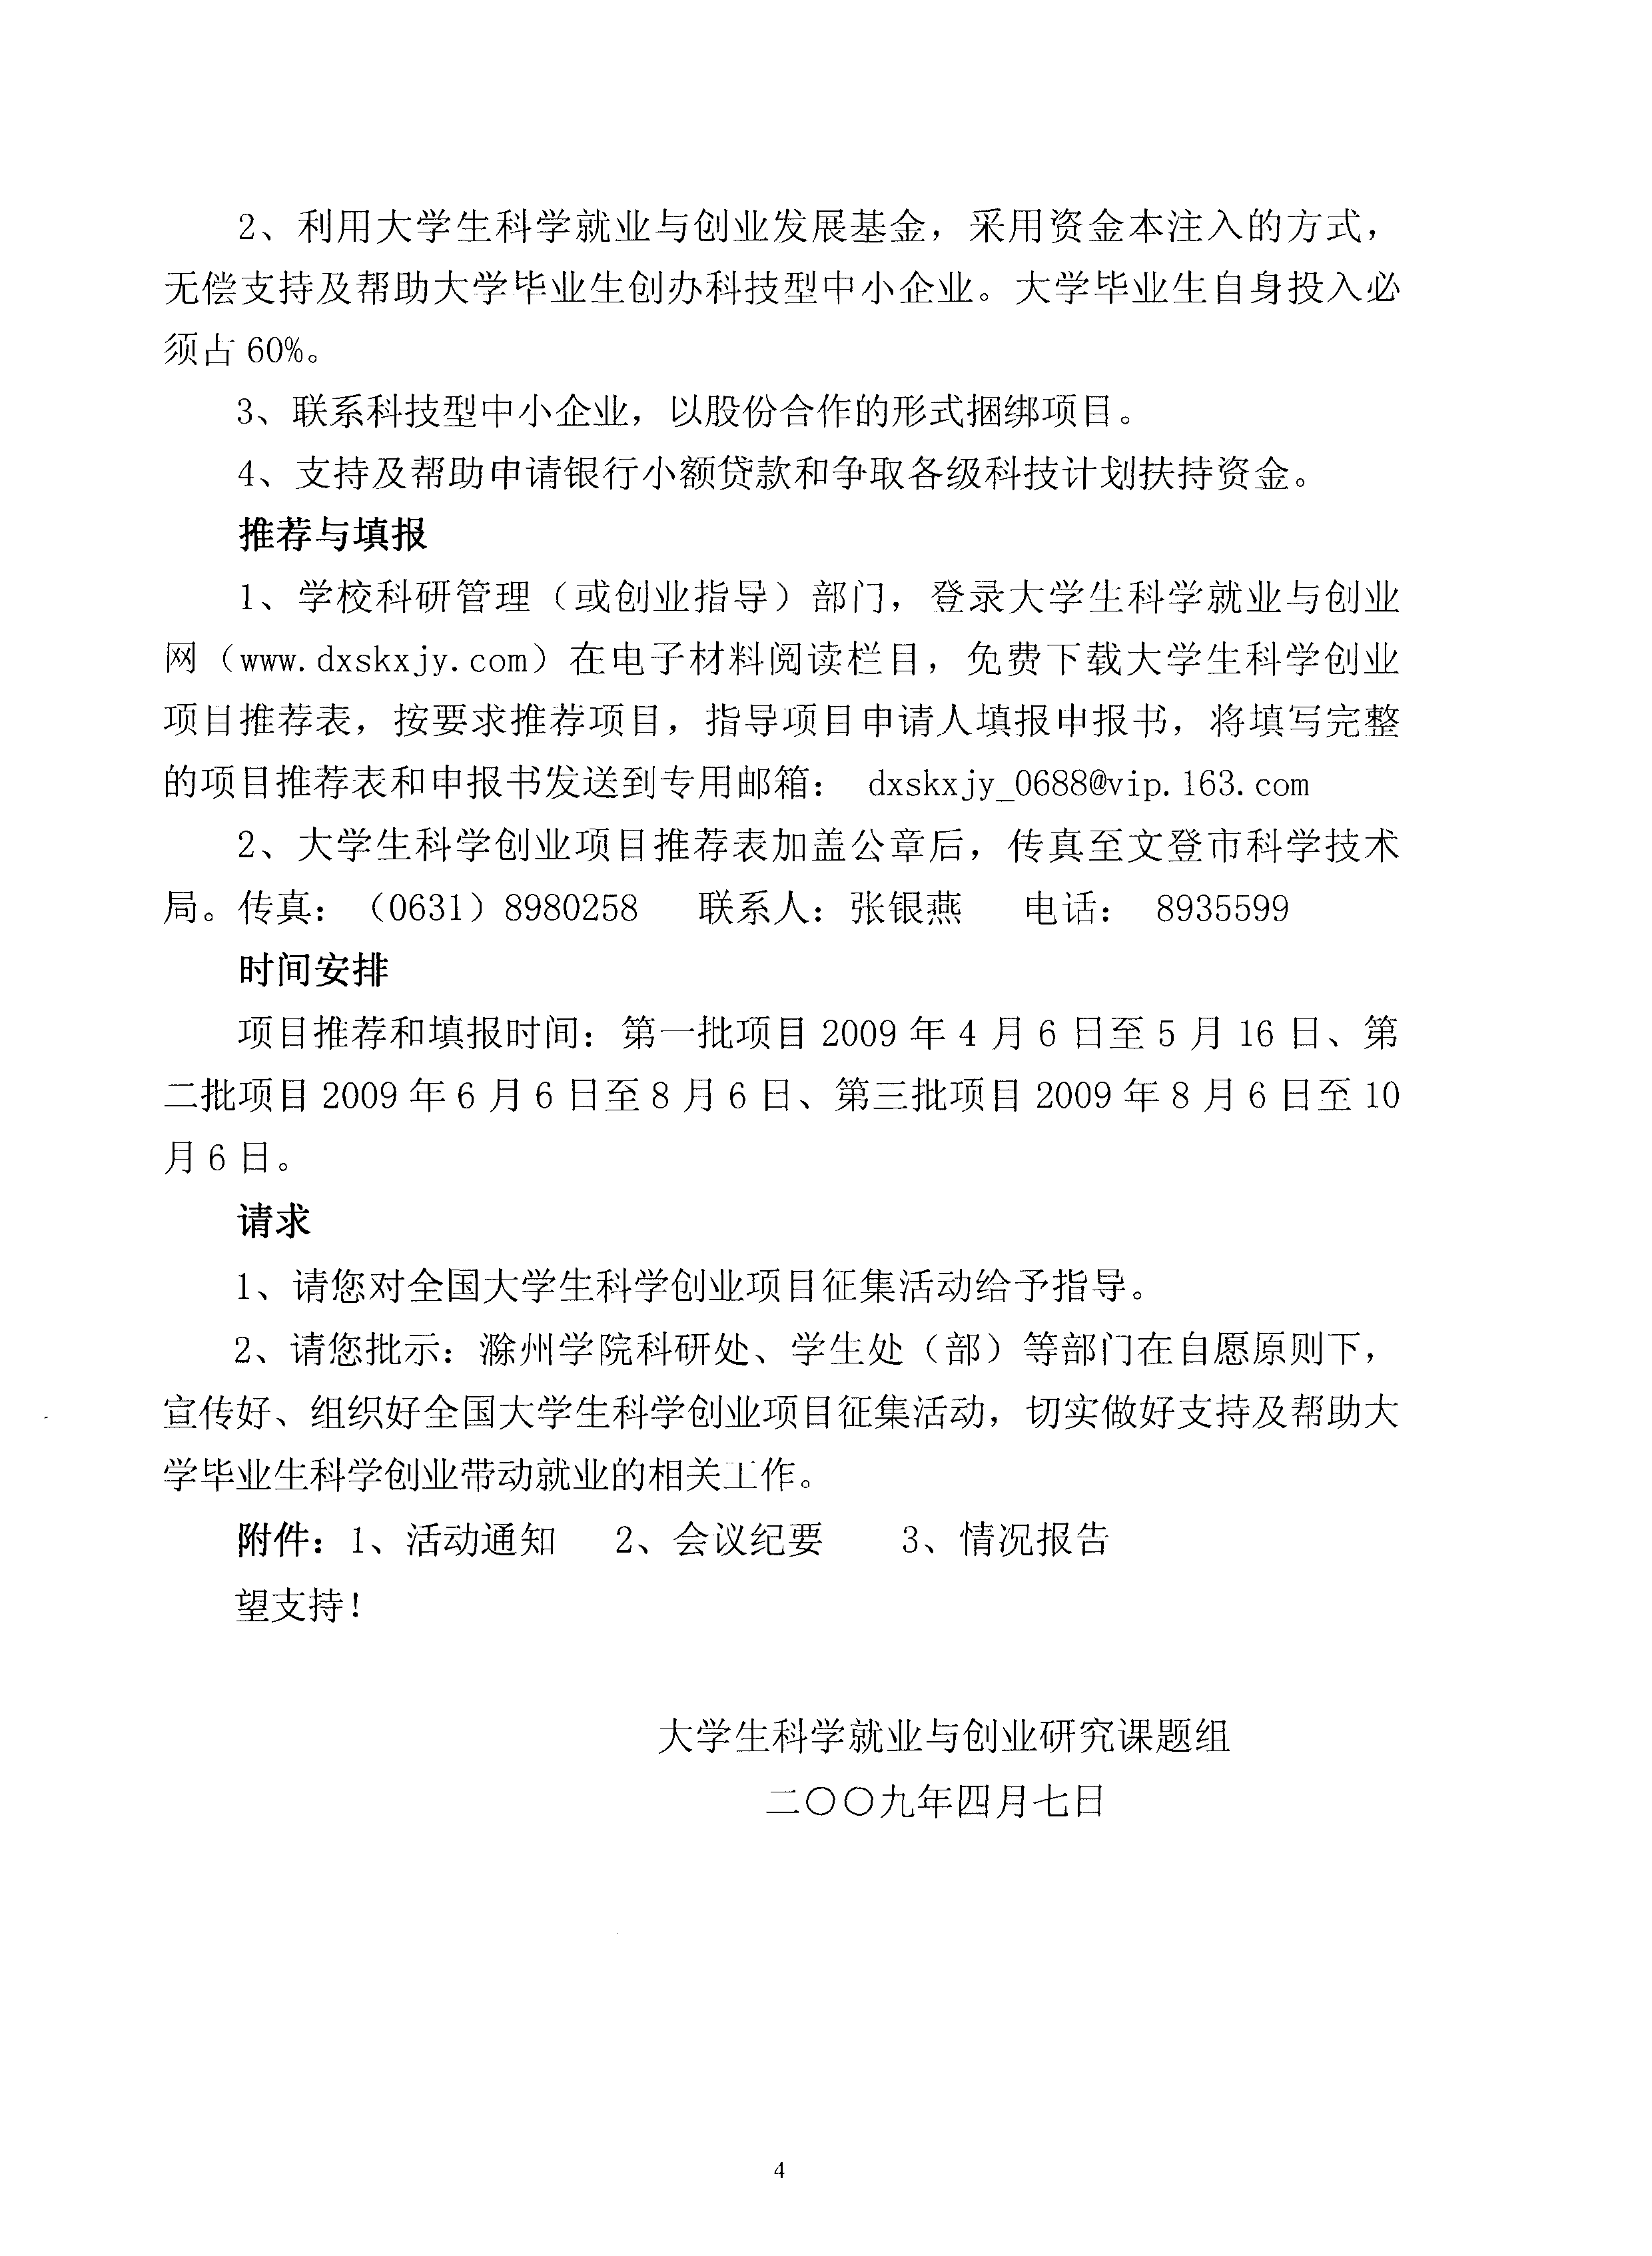 2、利用大学生科学就业与创业发展基金，采用资金本注入的方式，
无偿支持及帮助大学毕业生创办科技型中小企业。大学毕业生自身投入必
须占 60%。
3、联系科技型中小企业，以股份合作的形式捆绑项目。
4、支持及帮助申请银行小额贷款和争取各级科技计划扶持资金。
推荐与填报
1、学校科研管理（或创业指导）部门，登录大学生科学就业与创业
网（www.dxskxjy.com）在电子材料阅读栏目，免费下载大学生科学创业
项目推荐表，按要求推荐项目，指导项目申请人填报申报书，将填写完整
的项目推荐表和申报书发送到专用邮箱： dxskxjy_0688@vip.163.com
2、大学生科学创业项目推荐表加盖公章后，传真至文登市科学技术
局。传真：（0631）8980258 联系人：张银燕 电话： 8935599
时间安排
项目推荐和填报时间：第一批项目 2009 年 4 月 6 日至 5 月 16 日、第
二批项目 2009 年 6 月 6 日至 8 月 6 日、第三批项目 2009 年 8 月 6 日至 10
月 6 日。
请求
1、请您对全国大学生科学创业项目征集活动给予指导。
2、请您批示：滁州学院科研处、学生处（部）等部门在自愿原则下，
宣传好、组织好全国大学生科学创业项目征集活动，切实做好支持及帮助大
学毕业生科学创业带动就业的相关工作。
附件：1、活动通知 2、会议纪要 3、情况报告
望支持！
大学生科学就业与创业研究课题组
二〇〇九年四月七日
4